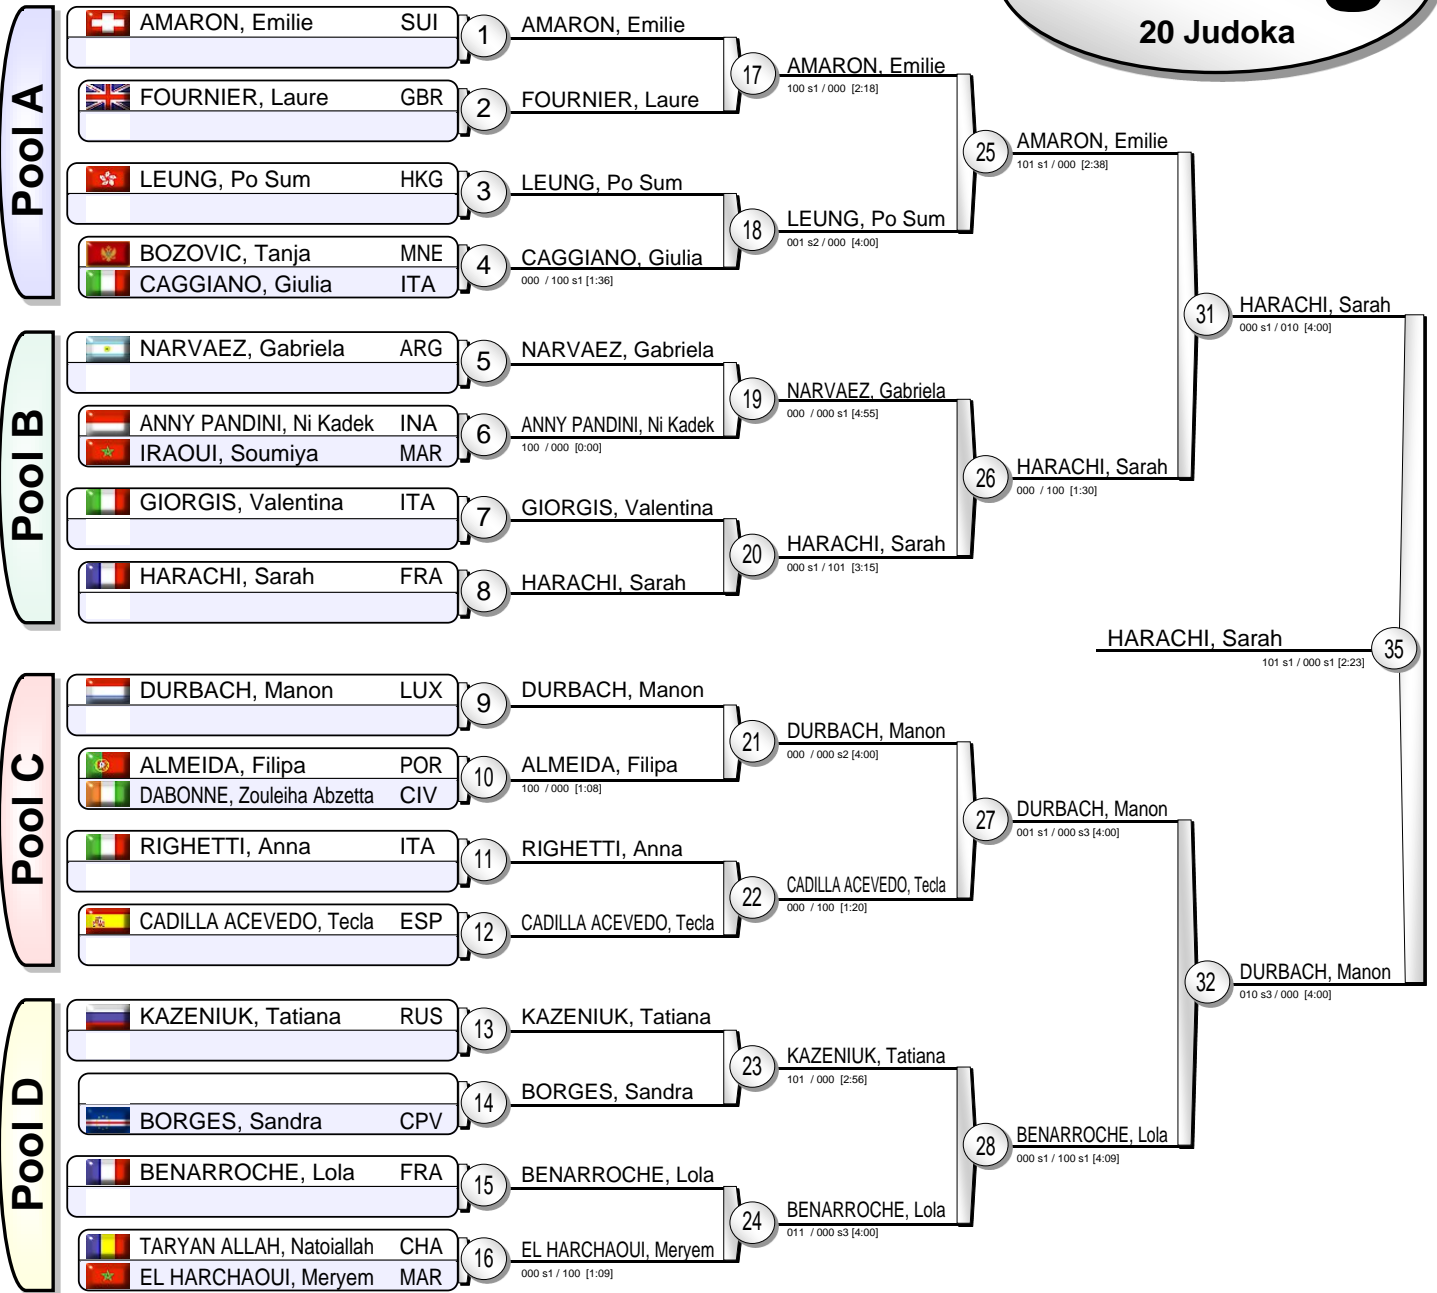 20 Judoka
Pool A
AMARON, Emilie SUI
1
AMARON, Emilie
FOURNIER, Laure GBR
2
FOURNIER, Laure
17
AMARON, Emilie
100 s1 / 000 [2:18]
LEUNG, Po Sum HKG
3
LEUNG, Po Sum
BOZOVIC, Tanja MNE
CAGGIANO, Giulia ITA
4
CAGGIANO, Giulia
000 / 100 s1 [1:36]
18
LEUNG, Po Sum
001 s2 / 000 [4:00]
25
AMARON, Emilie
101 s1 / 000 [2:38]
Pool B
NARVAEZ, Gabriela ARG
5
NARVAEZ, Gabriela
ANNY PANDINI, Ni Kadek INA
IRAOUI, Soumiya MAR
6
ANNY PANDINI, Ni Kadek
100 / 000 [0:00]
19
NARVAEZ, Gabriela
000 / 000 s1 [4:55]
GIORGIS, Valentina ITA
7
GIORGIS, Valentina
HARACHI, Sarah FRA
8
HARACHI, Sarah
20
HARACHI, Sarah
000 s1 / 101 [3:15]
26
HARACHI, Sarah
000 / 100 [1:30]
31
HARACHI, Sarah
000 s1 / 010 [4:00]
HARACHI, Sarah
101 s1 / 000 s1 [2:23]
35
Pool C
DURBACH, Manon LUX
9
DURBACH, Manon
ALMEIDA, Filipa POR
DABONNE, Zouleiha Abzetta CIV
10
ALMEIDA, Filipa
100 / 000 [1:08]
21
DURBACH, Manon
000 / 000 s2 [4:00]
RIGHETTI, Anna ITA
11
RIGHETTI, Anna
CADILLA ACEVEDO, Tecla ESP
12
CADILLA ACEVEDO, Tecla
22
CADILLA ACEVEDO, Tecla
000 / 100 [1:20]
27
DURBACH, Manon
001 s1 / 000 s3 [4:00]
Pool D
KAZENIUK, Tatiana RUS
13
KAZENIUK, Tatiana
BORGES, Sandra CPV
14
BORGES, Sandra
23
KAZENIUK, Tatiana
101 / 000 [2:56]
BENARROCHE, Lola FRA
15
BENARROCHE, Lola
TARYAN ALLAH, Natoiallah CHA
EL HARCHAOUI, Meryem MAR
16
EL HARCHAOUI, Meryem
000 s1 / 100 [1:09]
24
BENARROCHE, Lola
011 / 000 s3 [4:00]
28
BENARROCHE, Lola
000 s1 / 100 s1 [4:09]
32
DURBACH, Manon
010 s3 / 000 [4:00]